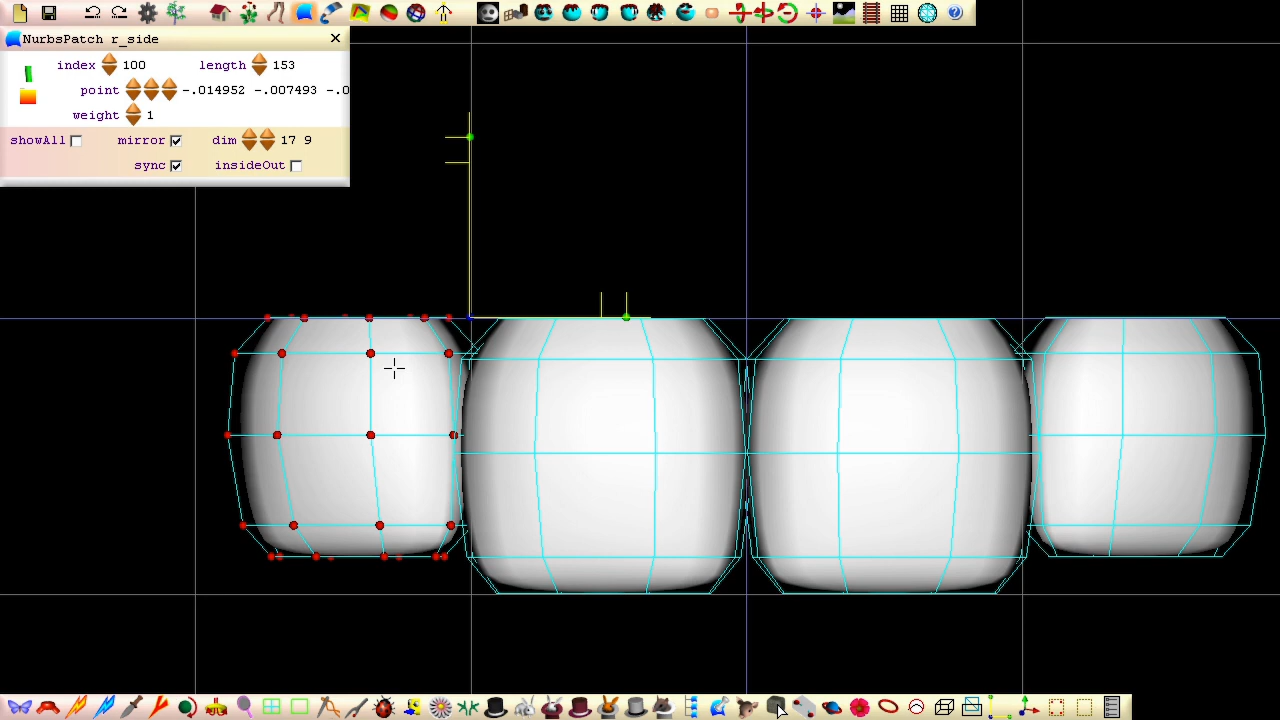 NurbsPatch r_side
index 100 length 153
point -.014952 -.007493 -.0
weight 1
showAll mirror dim 17 9
sync insideOut